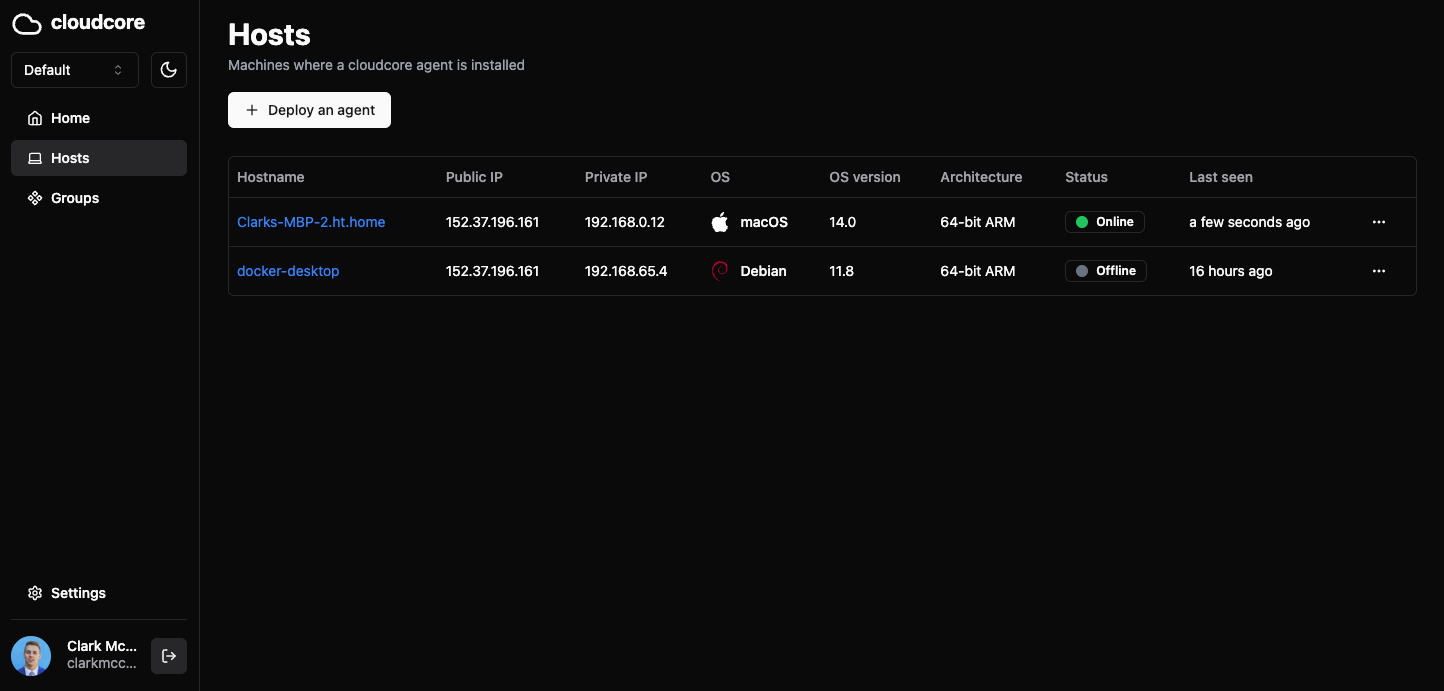 cloudcore
Default
Home
Hosts
Groups
Settings
Clark Mc...
clarkmcc...
Hosts
Machines where a cloudcore agent is installed
Deploy an agent
Hostname Public IP Private IP OS OS version Architecture Status Last seen
Clarks-MBP-2.ht.home 152.37.196.161 192.168.0.12 macOS 14.0 64-bit ARM Online a few seconds ago
docker-desktop 152.37.196.161 192.168.65.4 Debian 11.8 64-bit ARM Offline 16 hours ago